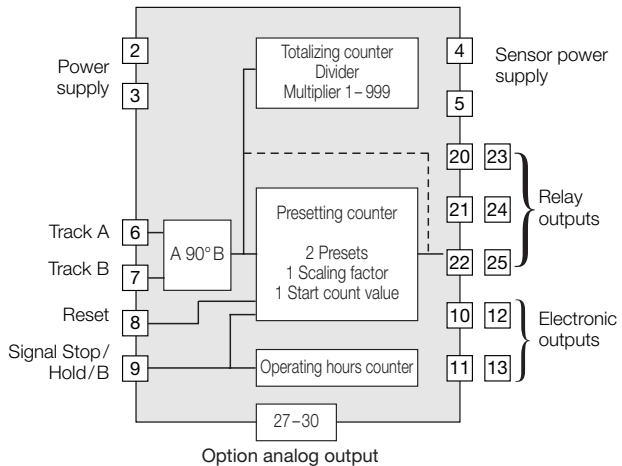 Power
supply
2
3
Totalizing counter
Divider
Multiplier 1–999
4
5
Sensor power
supply
20 23
21 24
22 25
Relay
outputs
Track A
6
Track B
7
A 90° B
Presetting counter
2 Presets
1 Scaling factor
1 Start count value
Reset
8
Signal Stop/
Hold/B
9
Operating hours counter
10 12
11 13
Electronic
outputs
27–30
Option analog output